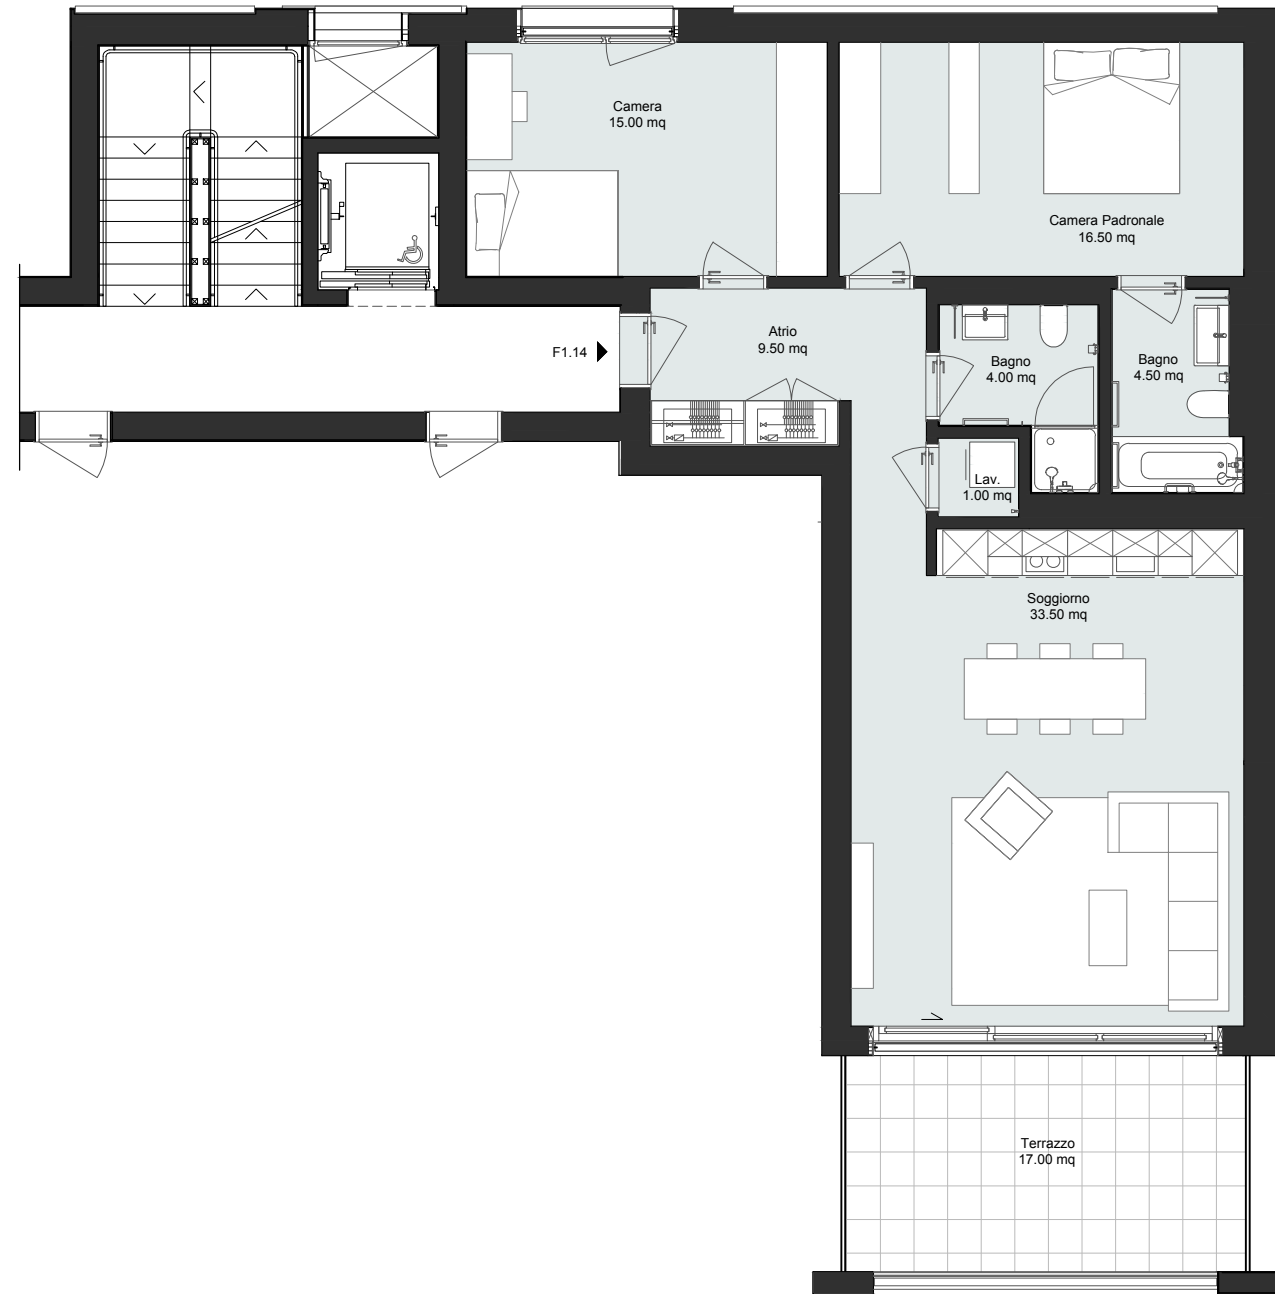 Camera
15.00 mq
Camera Padronale
16.50 mq
Atrio
9.50 mq
F1.14
Bagno
4.00 mq
Bagno
4.50 mq
Lav.
1.00 mq
Soggiorno
33.50 mq
Terrazzo
17.00 mq